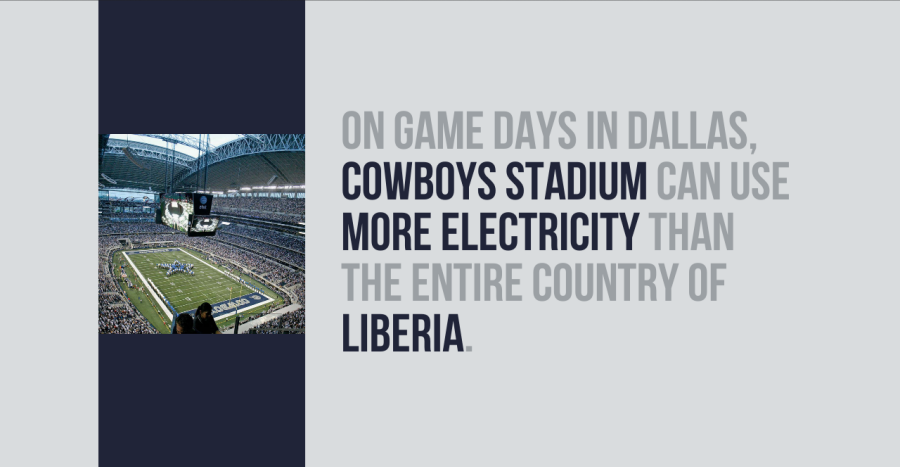 ON GAME DAYS IN DALLAS,
COWBOYS STADIUM CAN USE
MORE ELECTRICITY THAN
THE ENTIRE COUNTRY OF
LIBERIA.